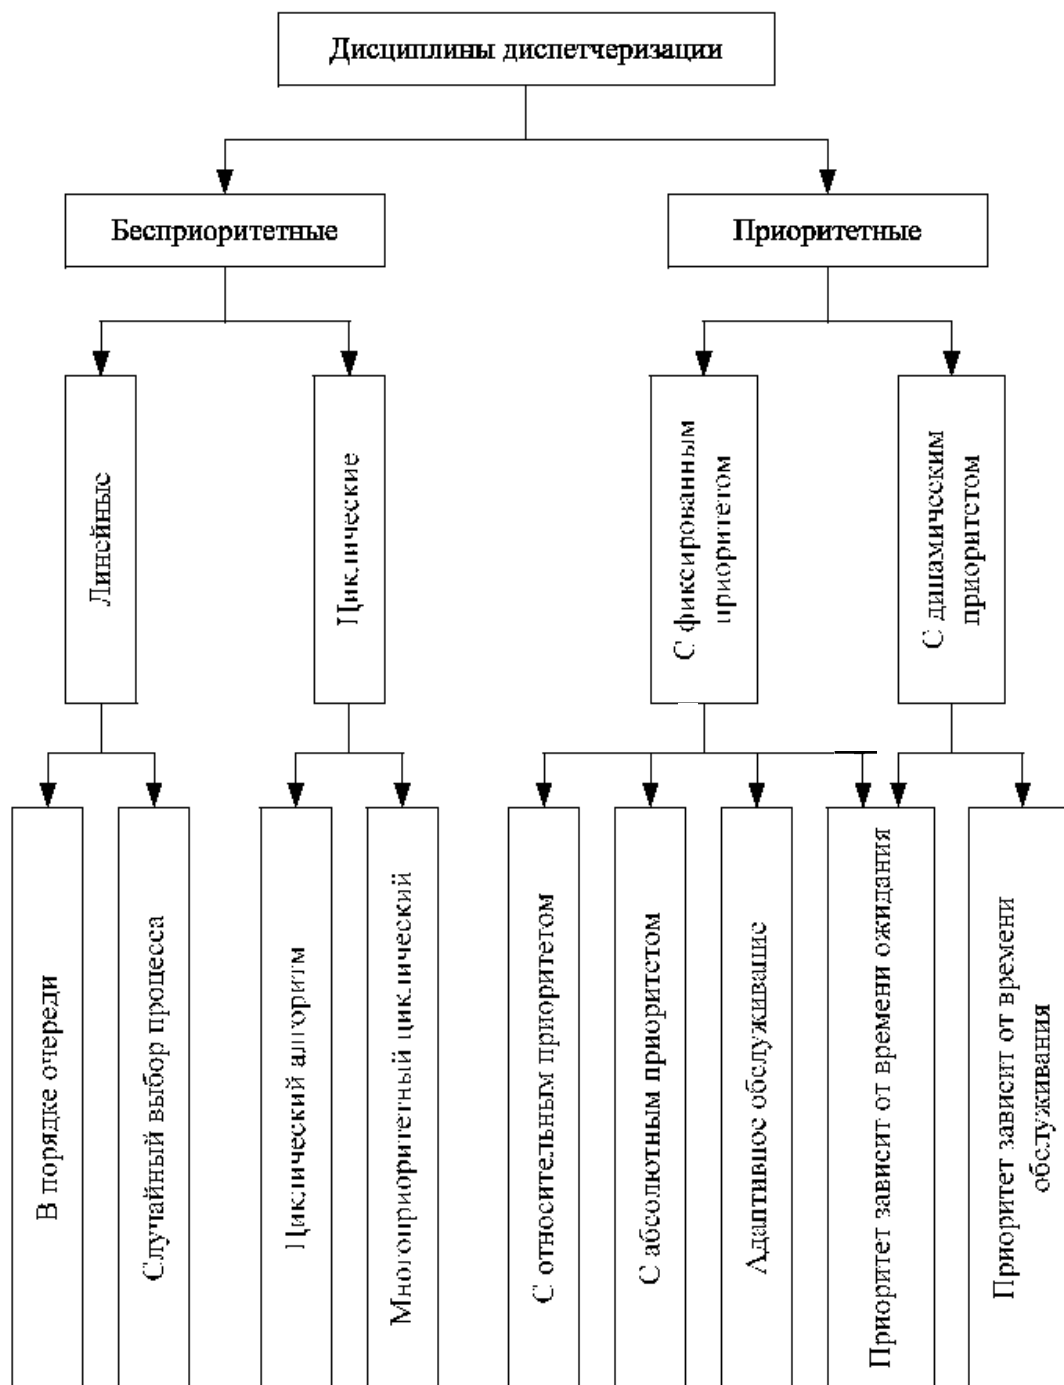 Дисциплины диспетчеризации
Бесприоритетные
Приоритетные
Линейные
Циклические
С фиксированным
приоритетом
С динамическим
приоритетом
В порядке очереди
Случайный выбор процесса
Циклический алгоритм
Многоприоритетный циклический
С относительным приоритетом
С абсолютным приоритетом
Адаптивное обслуживание
Приоритет зависит от времени ожидания
Приоритет зависит от времени
обслуживания